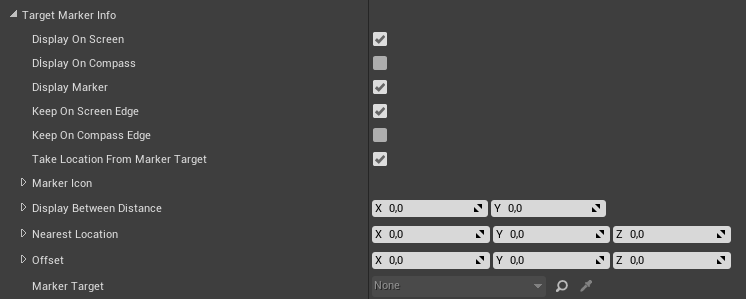 Target Marker Info
Display On Screen
Display On Compass
Display Marker
Keep On Screen Edge
Keep On Compass Edge
Take Location From Marker Target
Marker Icon
Display Between Distance X 0,0 Y 0,0
Nearest Location X 0,0 Y 0,0 Z 0,0
Offset X 0,0 Y 0,0 Z 0,0
Marker Target None